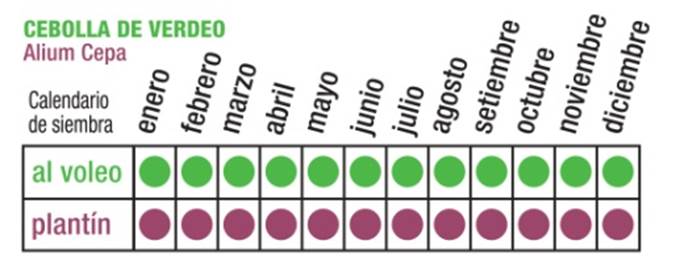 CEBOLLA DE VERDEO
Alium Cepa
Calendario
de siembra
enero
febrero
marzo
abril
mayo
junio
julio
agosto
setiembre
octubre
noviembre
diciembre
al voleo
plantín